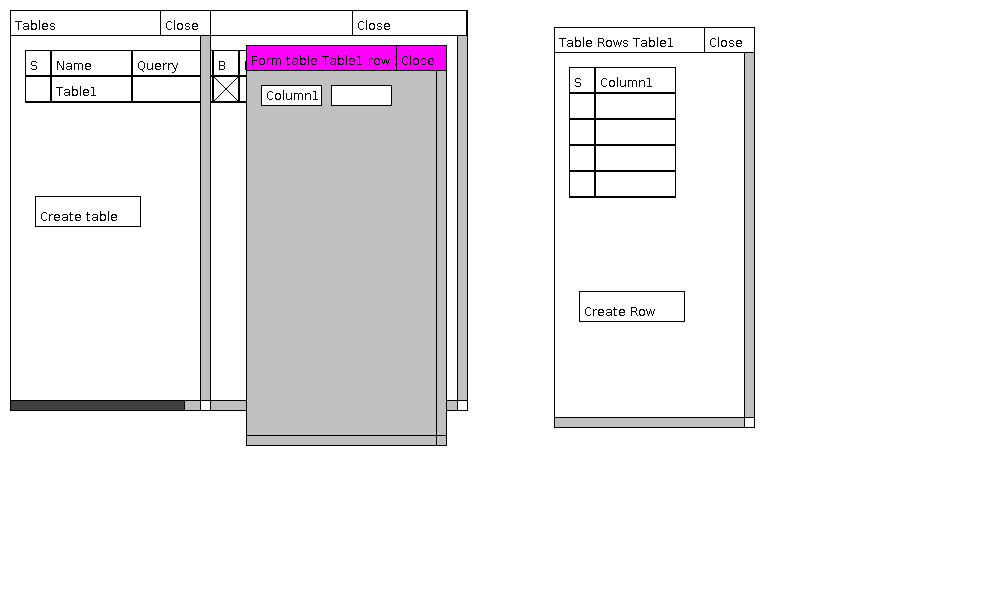 Tables Close
Close
S Name Querry
B
Table1
Create table
Form table Table1 row Close
Column1
Table Rows Table1 Close
S Column1
Create Row